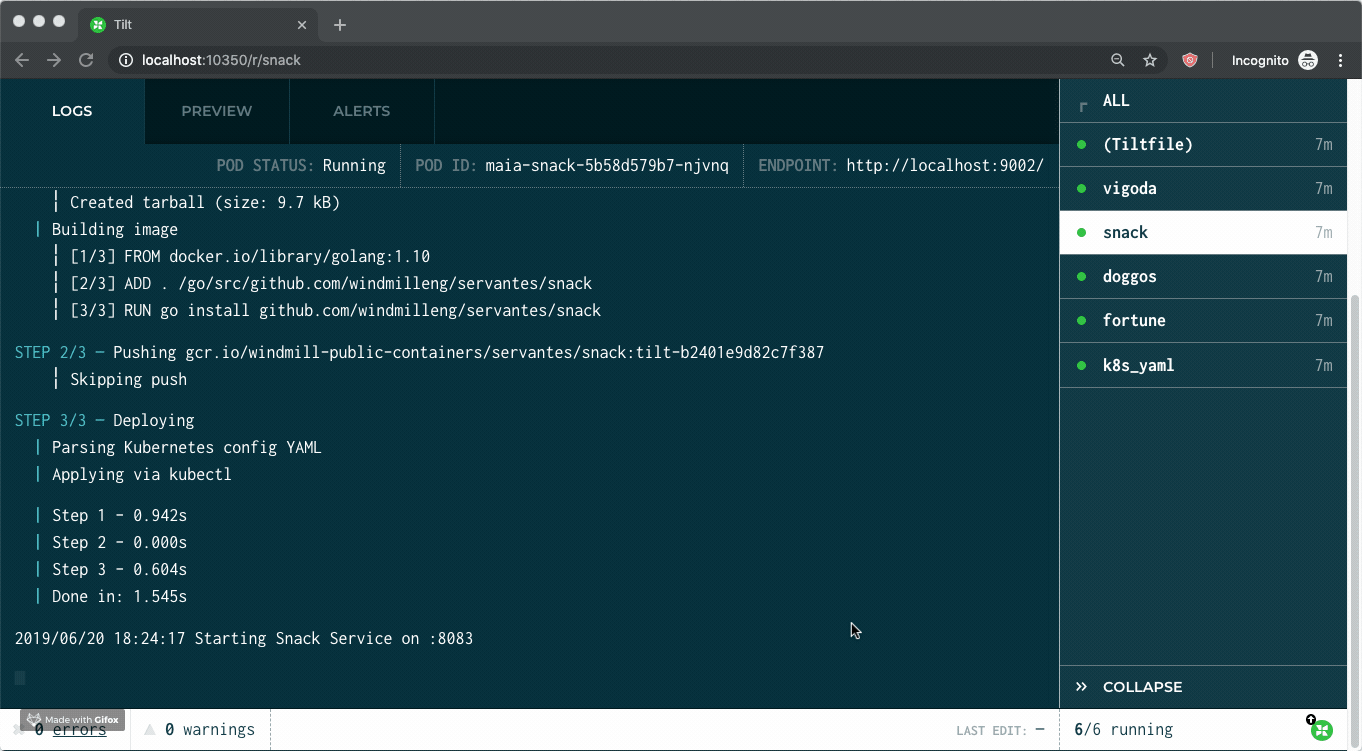 Tilt
localhost:10350/r/snack
Incognito
LOGS
PREVIEW
ALERTS
POD STATUS: Running
POD ID: maia-snack-5b58d579b7-njvnq
ENDPOINT: http://localhost:9002/
Created tarball (size: 9.7 kB)
Building image
[1/3] FROM docker.io/library/golang:1.10
[2/3] ADD . /go/src/github.com/windmilleng/servantes/snack
[3/3] RUN go install github.com/windmilleng/servantes/snack
STEP 2/3 — Pushing gcr.io/windmill-public-containers/servantes/snack:tilt-b2401e9d82c7f387
Skipping push
STEP 3/3 — Deploying
Parsing Kubernetes config YAML
Applying via kubectl
Step 1 - 0.942s
Step 2 - 0.000s
Step 3 - 0.604s
Done in: 1.545s
2019/06/20 18:24:17 Starting Snack Service on :8083
ALL
(Tiltfile) 7m
vigoda 7m
snack 7m
doggos 7m
fortune 7m
k8s_yaml 7m
COLLAPSE
Made with Gifox
0 errors
0 warnings
LAST EDIT: —
6/6 running